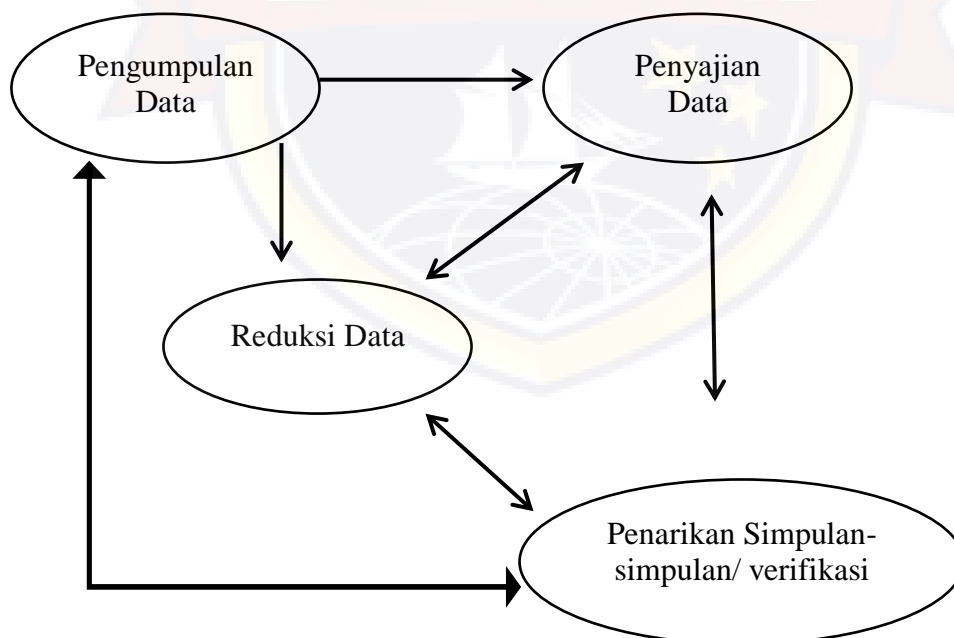 Pengumpulan
Data
Penyajian
Data
Reduksi Data
Penarikan Simpulan-
simpulan/ verifikasi